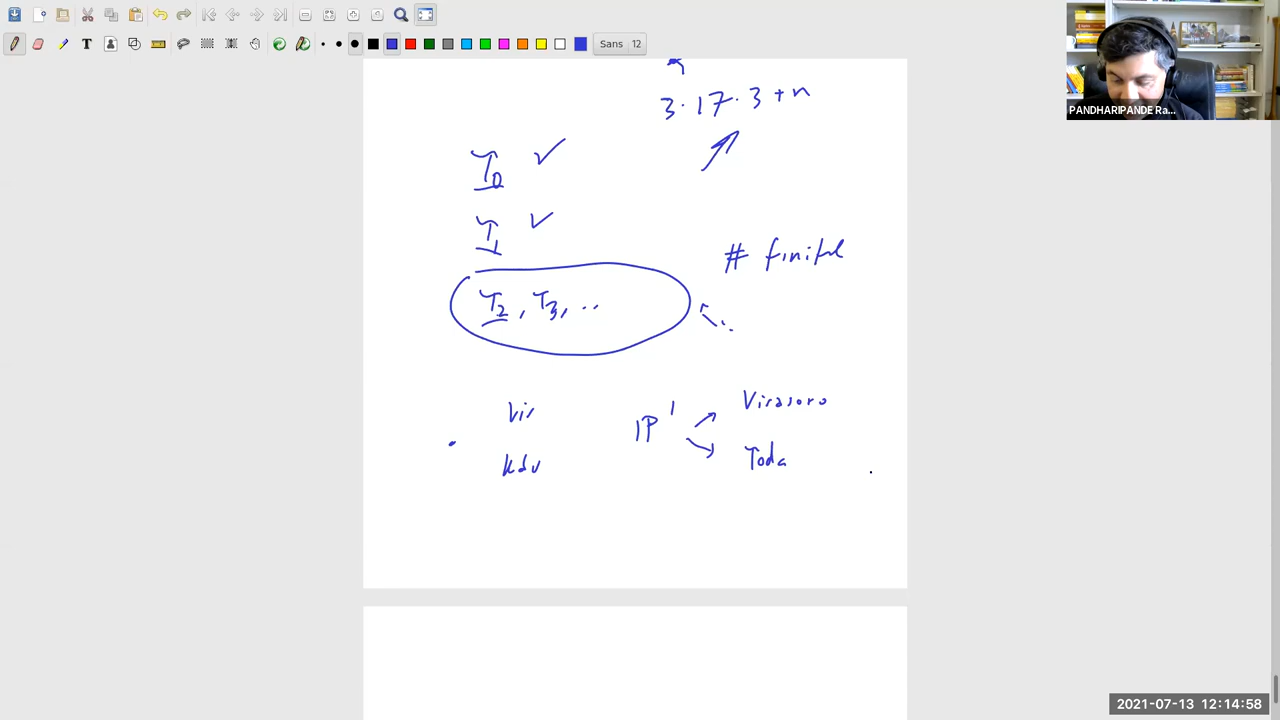 Sans 12
PANDHARIPANDE Ra...
3·17·3+n
T0 ✓
T1 ✓
# finite
T2, T3, ..
Vir
IP¹
Virasoro
Kdv
Toda
2021-07-13 12:14:58